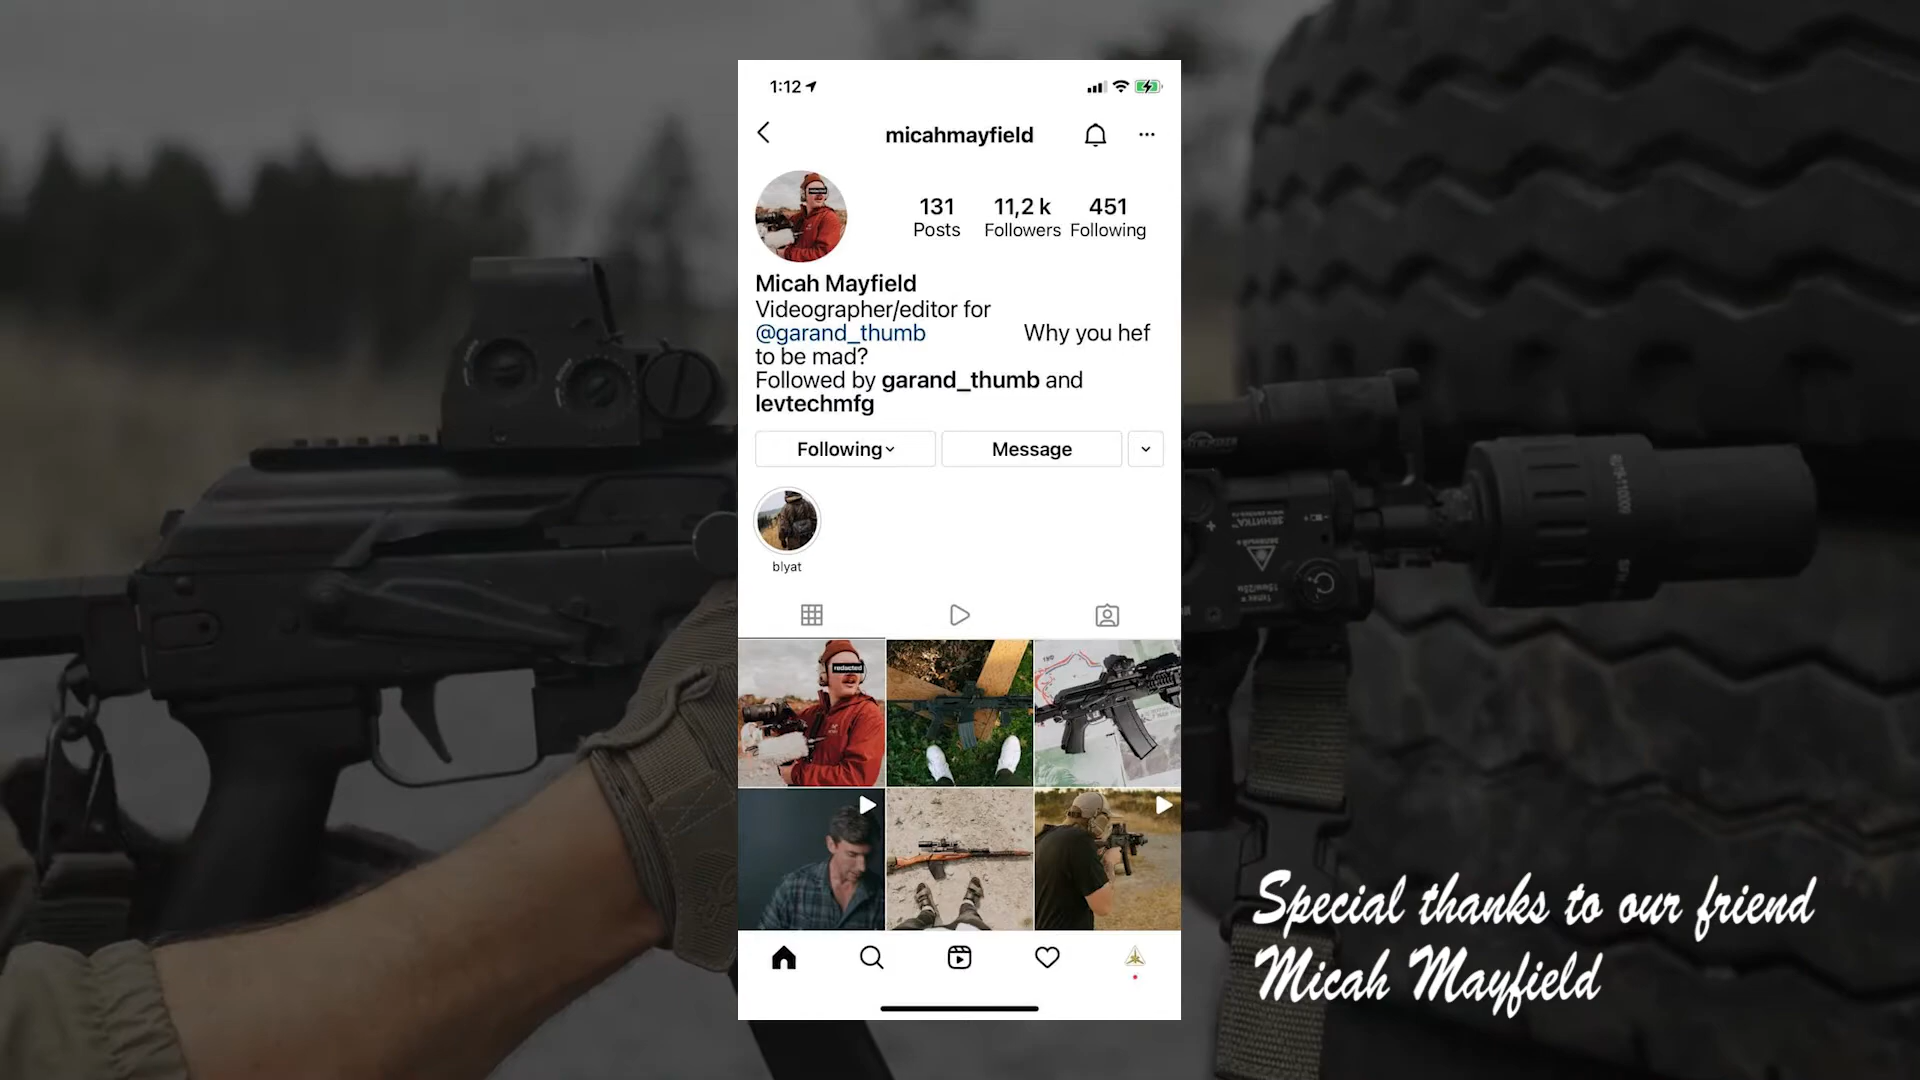 1:12
micahmayfield
131 11,2 k 451
Posts Followers Following
Micah Mayfield
Videographer/editor for
@garand_thumb Why you hef
to be mad?
Followed by garand_thumb and
levtechmfg
Following Message
blyat
redacted
Special thanks to our friend
Micah Mayfield